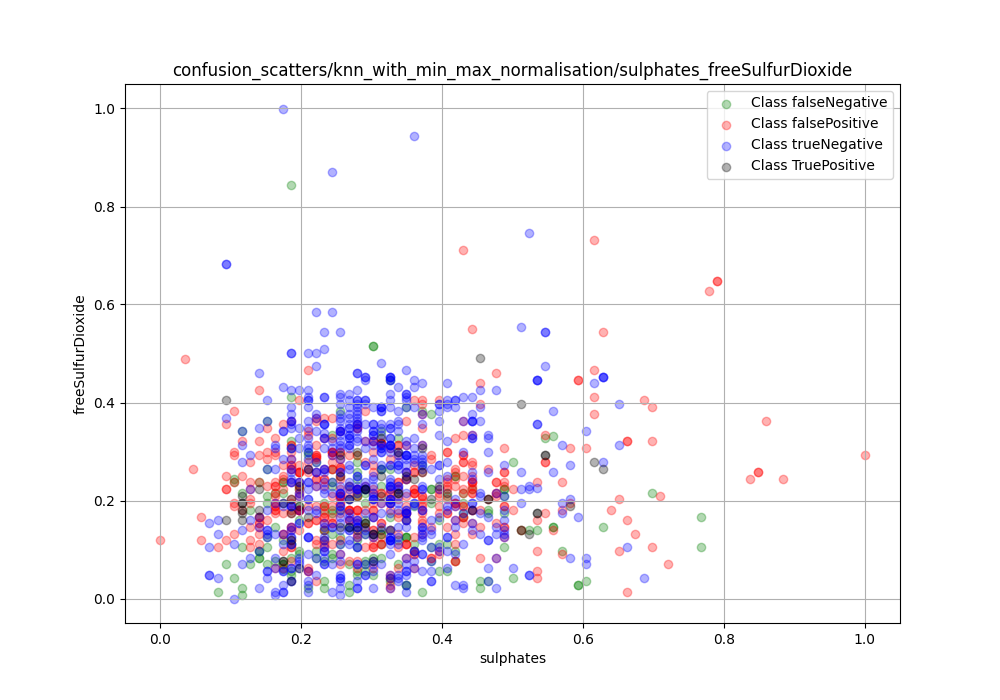 confusion_scatters/knn_with_min_max_normalisation/sulphates_freeSulfurDioxide
Class falseNegative
Class falsePositive
Class trueNegative
Class TruePositive
freeSulfurDioxide
1.0
0.8
0.6
0.4
0.2
0.0
0.0 0.2 0.4 0.6 0.8 1.0
sulphates